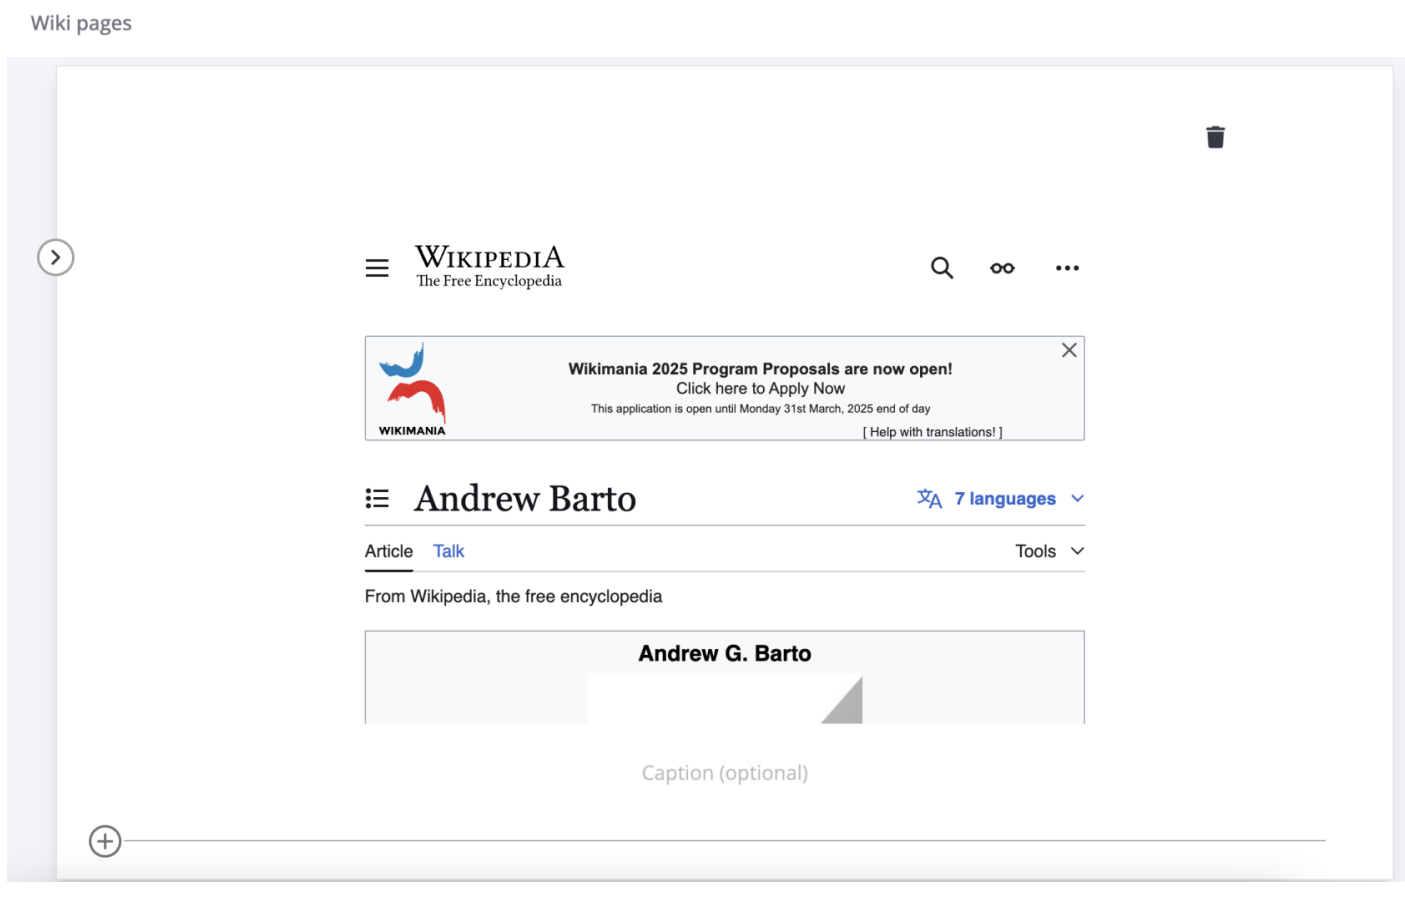 Wiki pages
WIKIPEDIA
The Free Encyclopedia
WIKIMANIA
Wikimania 2025 Program Proposals are now open!
Click here to Apply Now
This application is open until Monday 31st March, 2025 end of day
[ Help with translations! ]
Andrew Barto
7 languages
Article Talk
Tools
From Wikipedia, the free encyclopedia
Andrew G. Barto
Caption (optional)